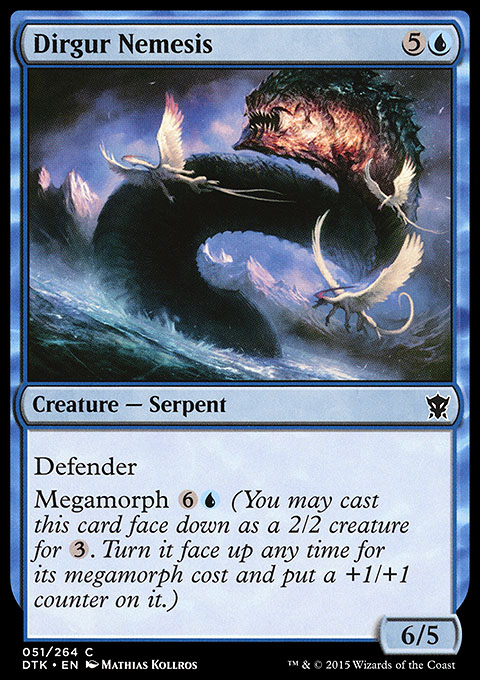 Dirgur Nemesis 5
Creature — Serpent
Defender
Megamorph 6 (You may cast
this card face down as a 2/2 creature
for 3. Turn it face up any time for
its megamorph cost and put a +1/+1
counter on it.)
6/5
051/264 C
DTK • EN Mathias Kollros
™ & © 2015 Wizards of the Coast